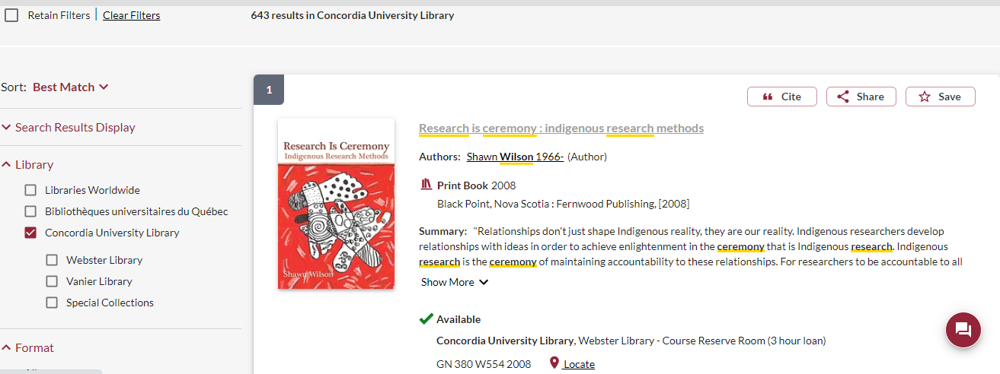 Retain Filters
Clear Filters
643 results in Concordia University Library
Sort: Best Match
Search Results Display
Library
Libraries Worldwide
Bibliothèques universitaires du Québec
Concordia University Library
Webster Library
Vanier Library
Special Collections
Format
1
Cite
Share
Save
Research Is Ceremony
Indigenous Research Methods
Shawn Wilson
Research is ceremony : indigenous research methods
Authors: Shawn Wilson 1966- (Author)
Print Book 2008
Black Point, Nova Scotia : Fernwood Publishing, [2008]
Summary: "Relationships don't just shape Indigenous reality, they are our reality. Indigenous researchers develop
relationships with ideas in order to achieve enlightenment in the ceremony that is Indigenous research. Indigenous
research is the ceremony of maintaining accountability to these relationships. For researchers to be accountable to all
Show More
Available
Concordia University Library, Webster Library - Course Reserve Room (3 hour loan)
GN 380 W554 2008
Locate